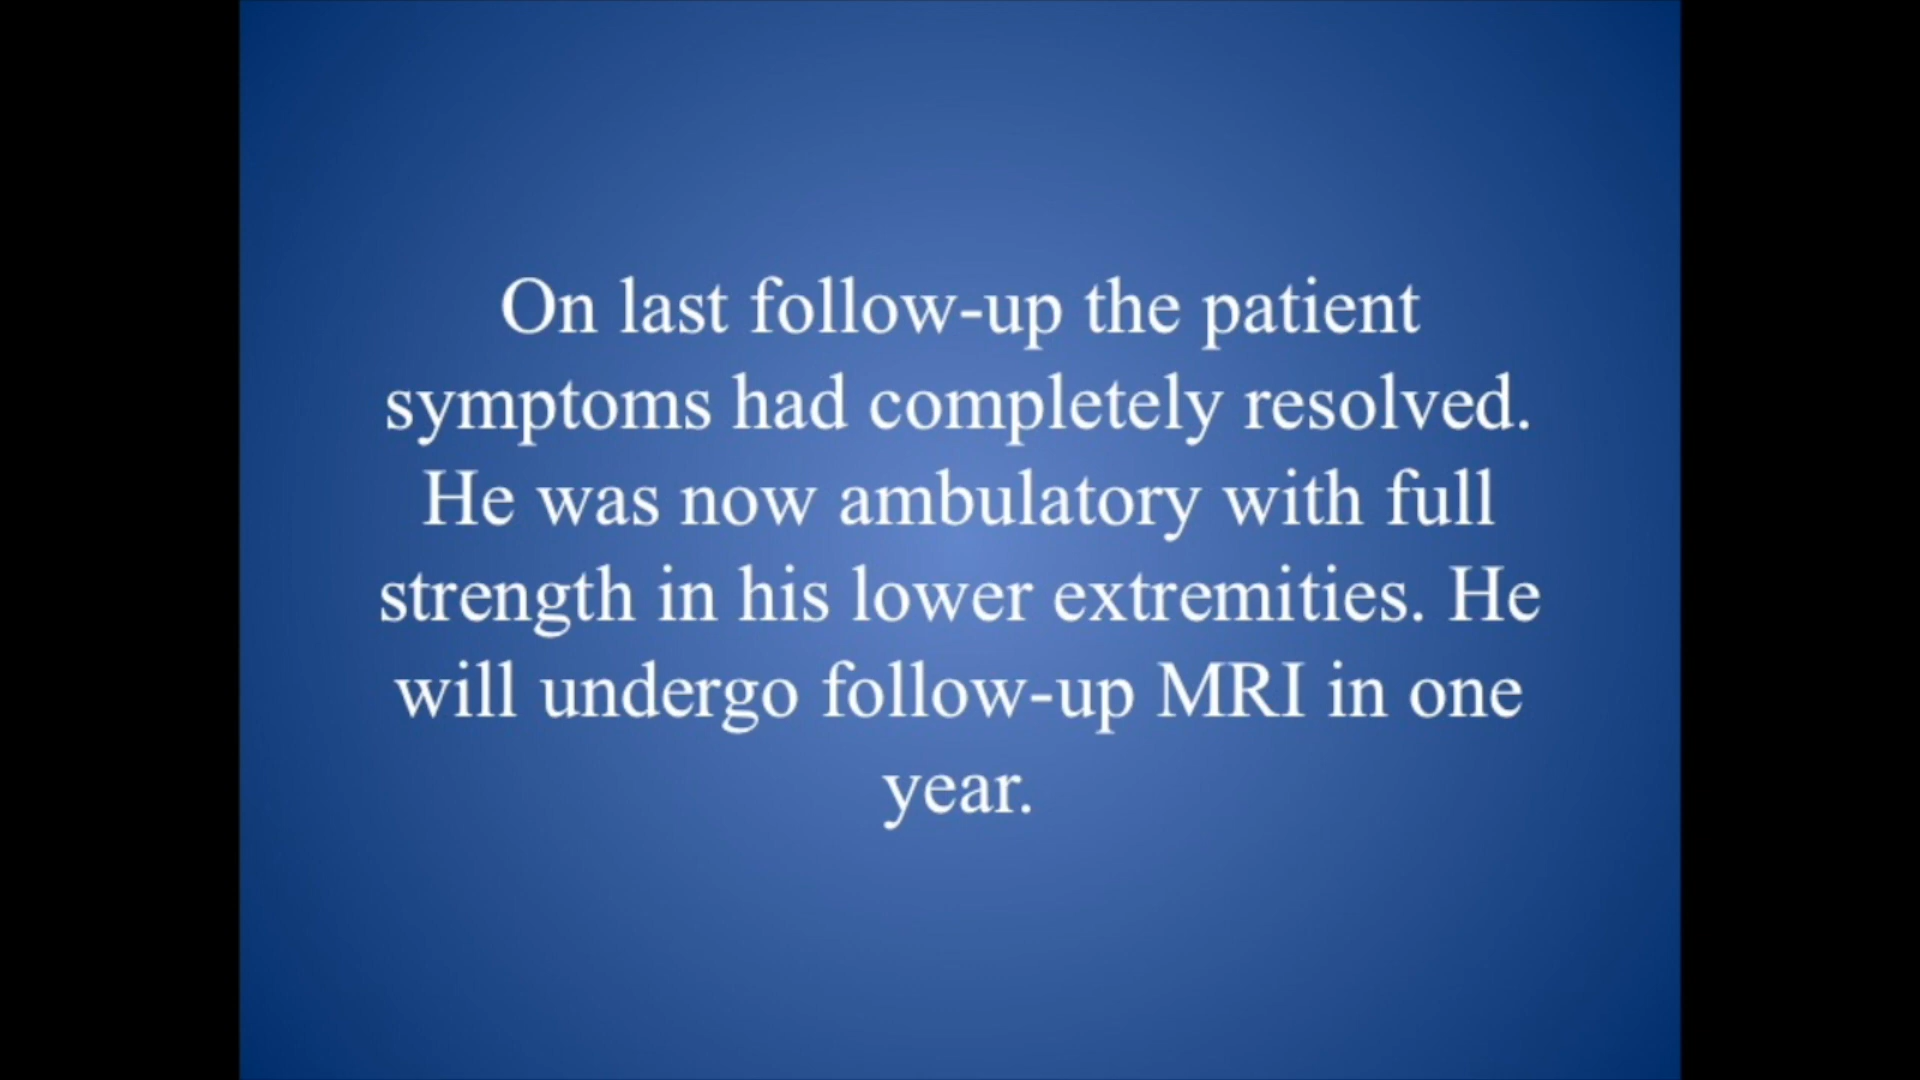 On last follow-up the patient
symptoms had completely resolved.
He was now ambulatory with full
strength in his lower extremities. He
will undergo follow-up MRI in one
year.